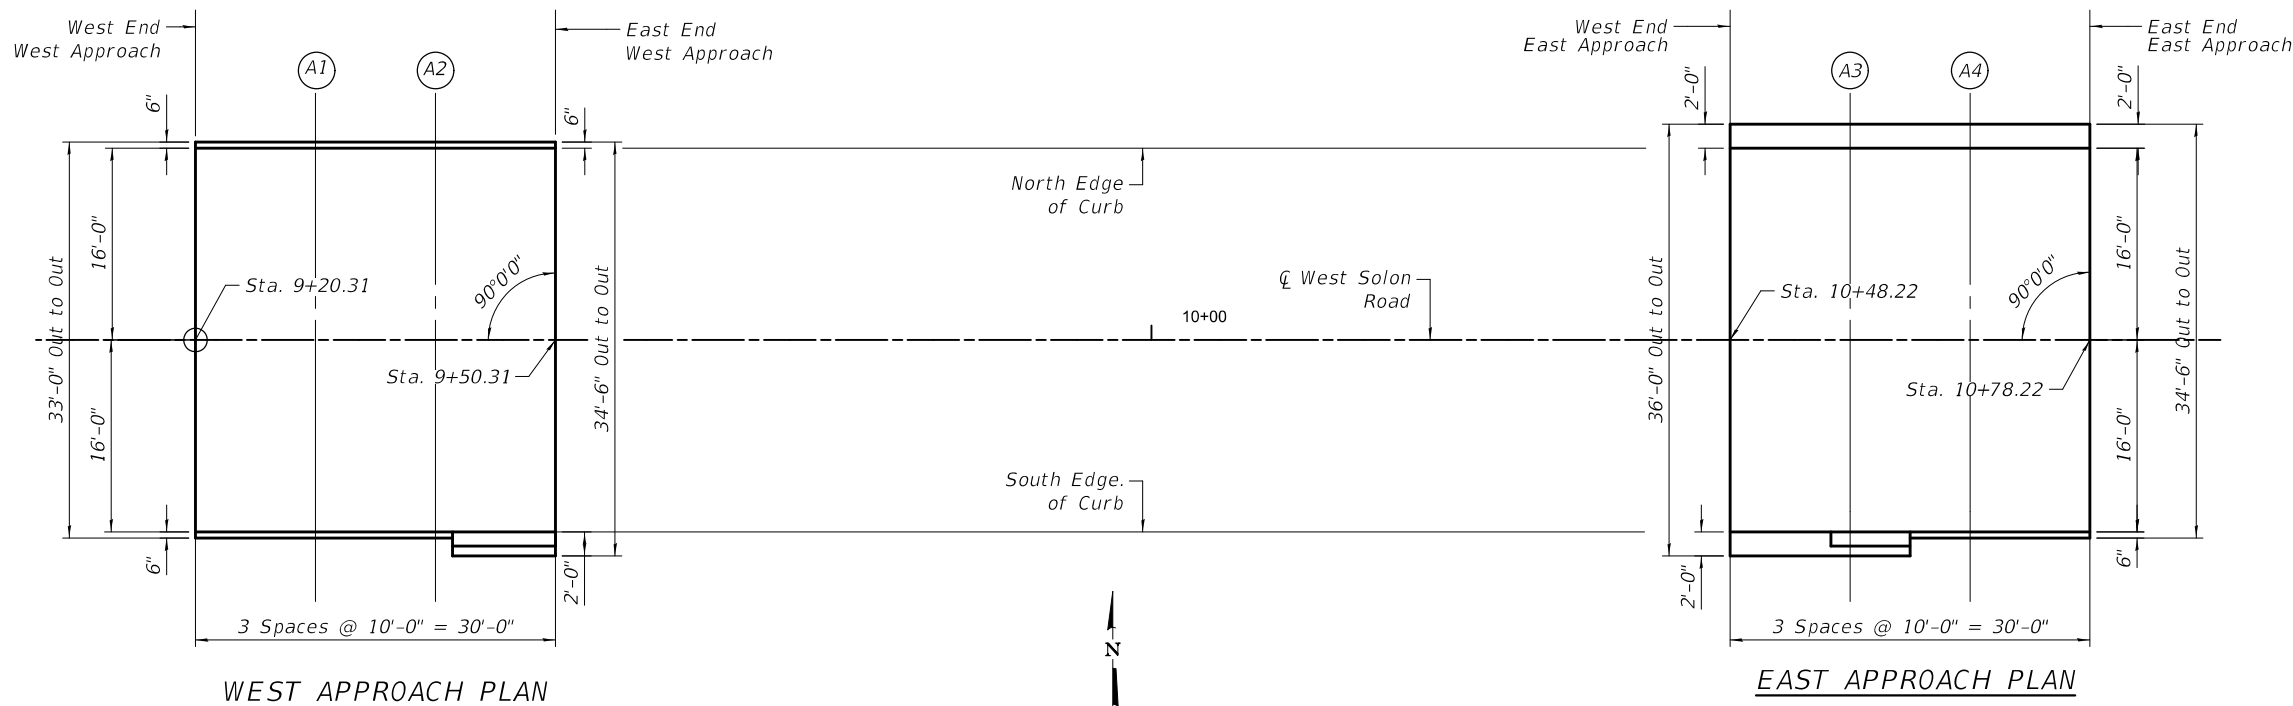 West End
West Approach
East End
West Approach
A1
A2
6"
6"
33'-0" Out to Out
16'-0"
16'-0"
6"
Sta. 9+20.31
90°0'0"
Sta. 9+50.31
34'-6" Out to Out
2'-0"
3 Spaces @ 10'-0" = 30'-0"
WEST APPROACH PLAN
North Edge
of Curb
℄ West Solon
Road
10+00
South Edge.
of Curb
N
West End
East Approach
East End
East Approach
A3
A4
2'-0"
2'-0"
36'-0" Out to Out
Sta. 10+48.22
90°0'0"
Sta. 10+78.22
16'-0"
16'-0"
34'-6" Out to Out
2'-0"
6"
3 Spaces @ 10'-0" = 30'-0"
EAST APPROACH PLAN